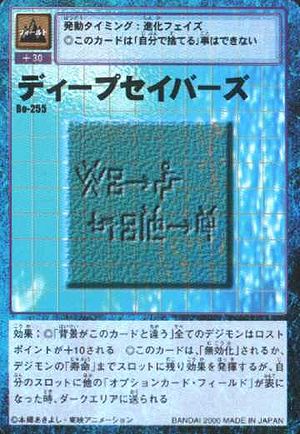 フィールド
+30
発動タイミング:進化フェイズ
◎このカードは「自分で捨てる」事はできない
ディープセイバーズ
Bo-255
効果:◎「背景がこのカードと違う」全てのデジモンはロスト
ポイントが+10される ◎このカードは、「無効化」されるか、
デジモンの「寿命」までスロットに残り効果を発揮するが、自
分のスロットに他の「オプションカード・フィールド」が表に
なった時、ダークエリアに送られる
©本郷あきよし・東映アニメーション
BANDAI 2000 MADE IN JAPAN